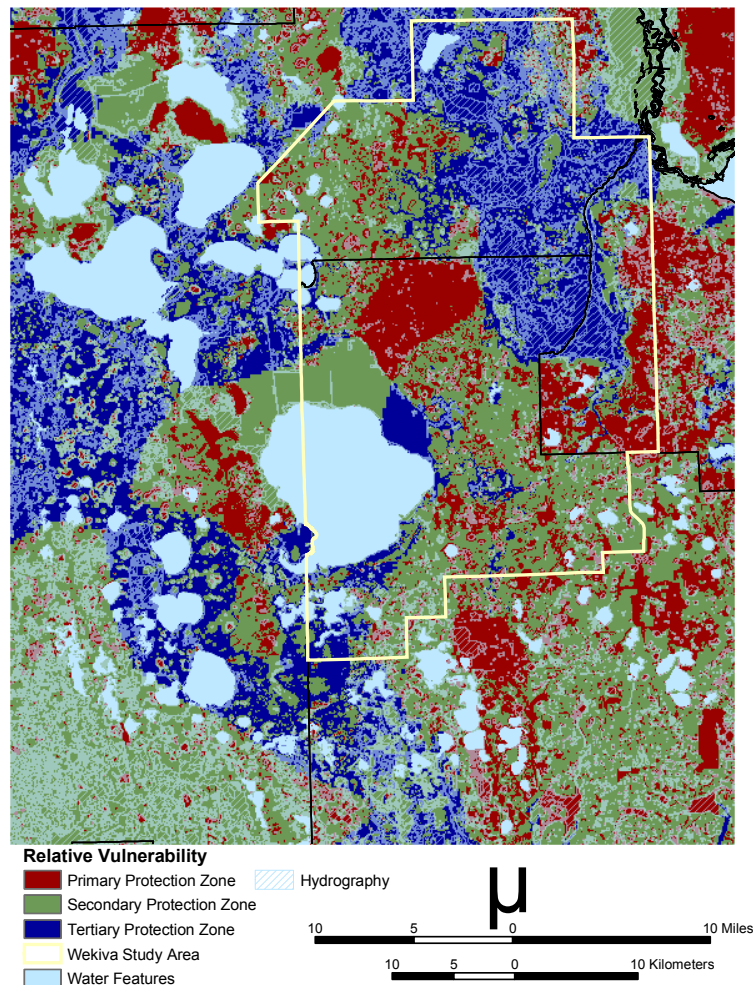 Relative Vulnerability
Primary Protection Zone
Hydrography
Secondary Protection Zone
Tertiary Protection Zone
Wekiva Study Area
Water Features
µ
10 5 0 10 Miles
10 5 0 10 Kilometers